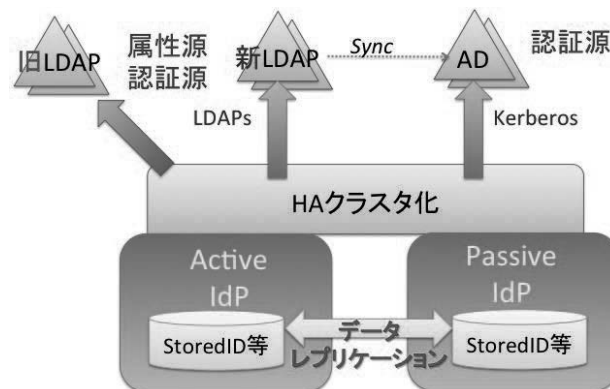 旧LDAP
属性源
認証源
新LDAP
Sync
AD
認証源
LDAPs
Kerberos
HAクラスタ化
Active
IdP
Passive
IdP
StoredID等
データ
レプリケーション
StoredID等